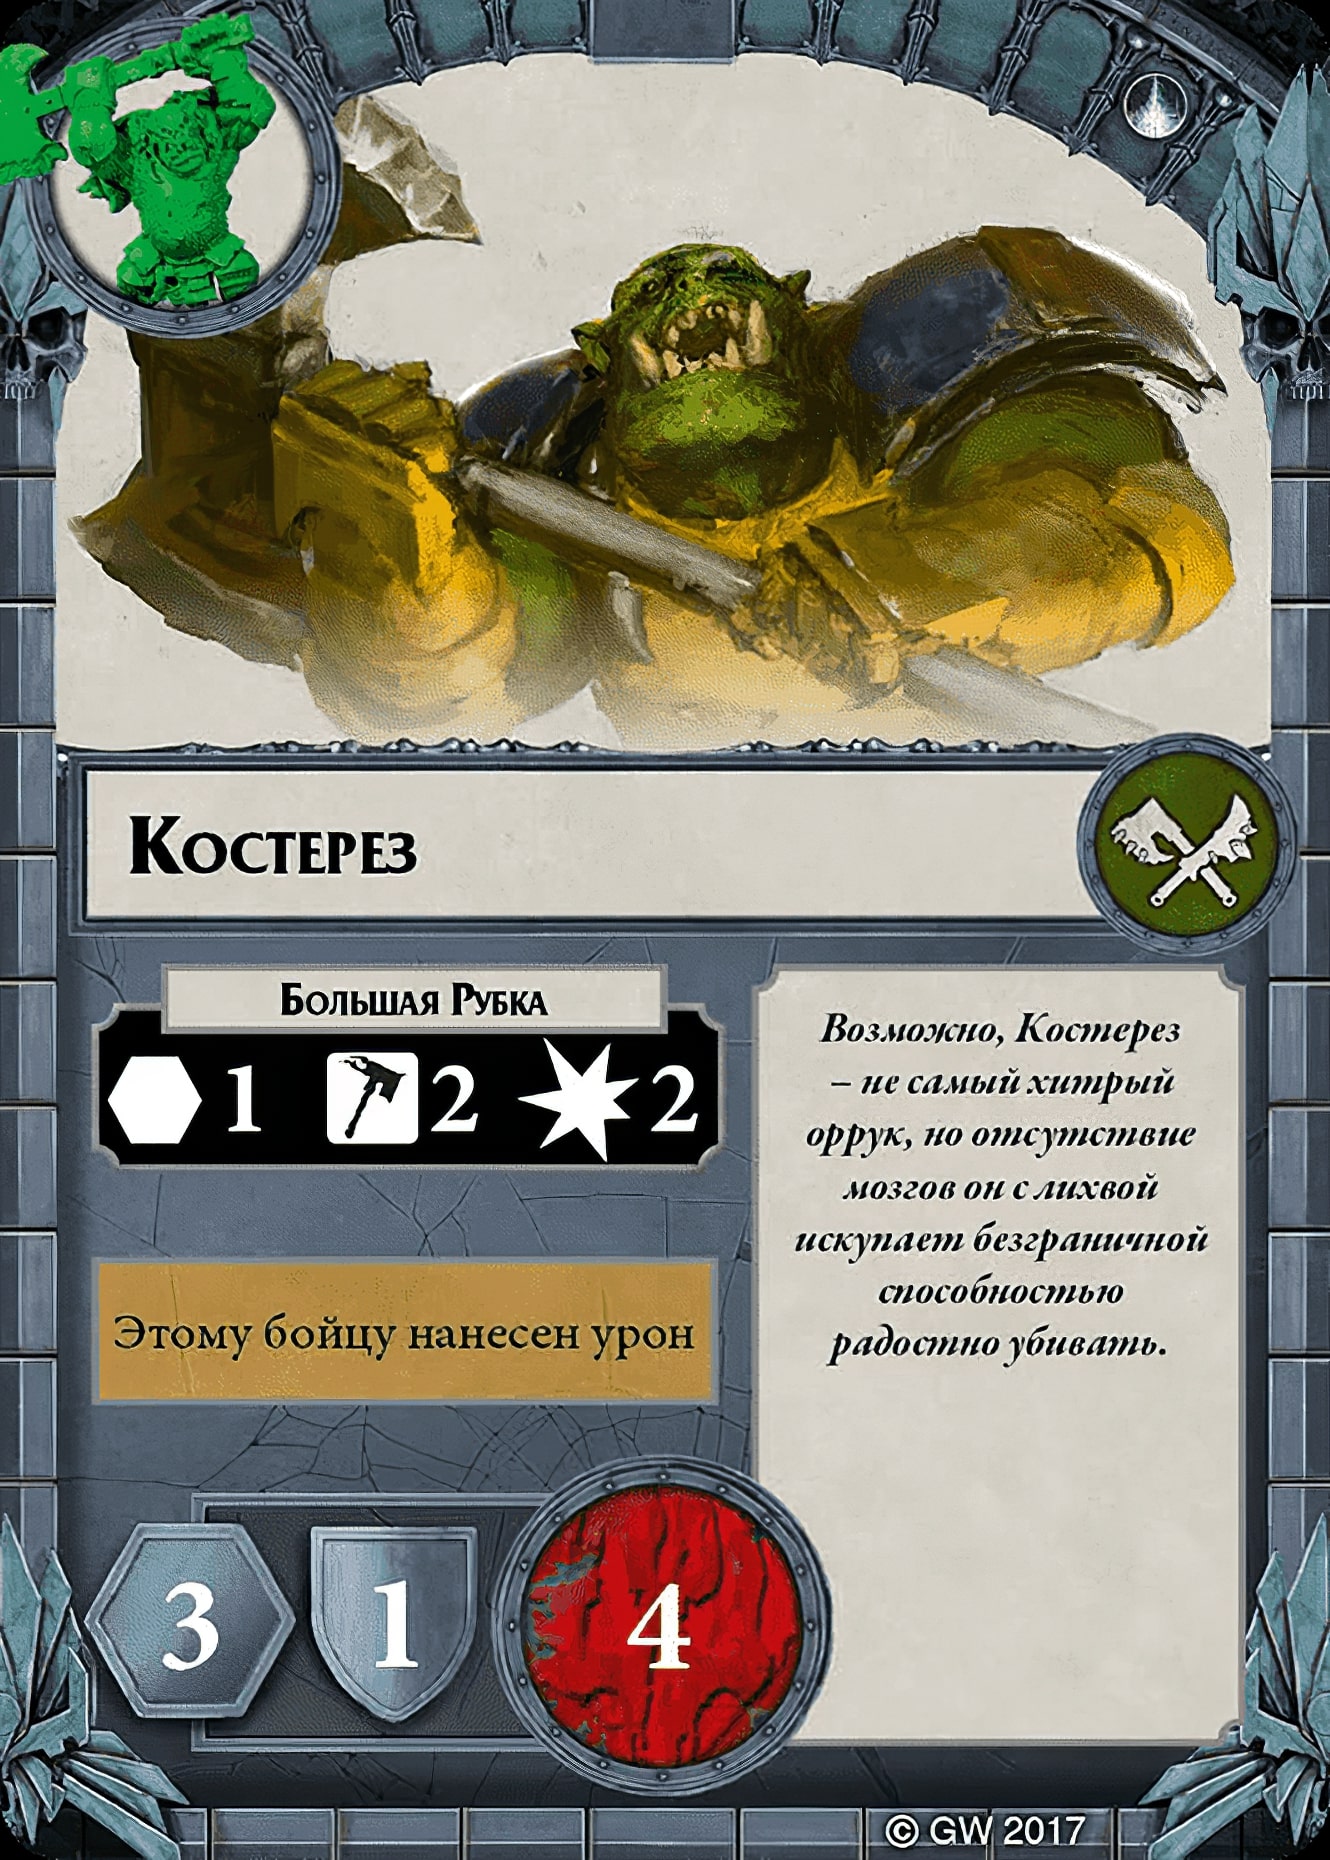 Костерез
Большая Рубка
1 2 2
Возможно, Костерез
– не самый хитрый
оррук, но отсутствие
мозгов он с лихвой
искупает безграничной
способностью
радостно убивать.
Этому бойцу нанесен урон
3 1 4
© GW 2017